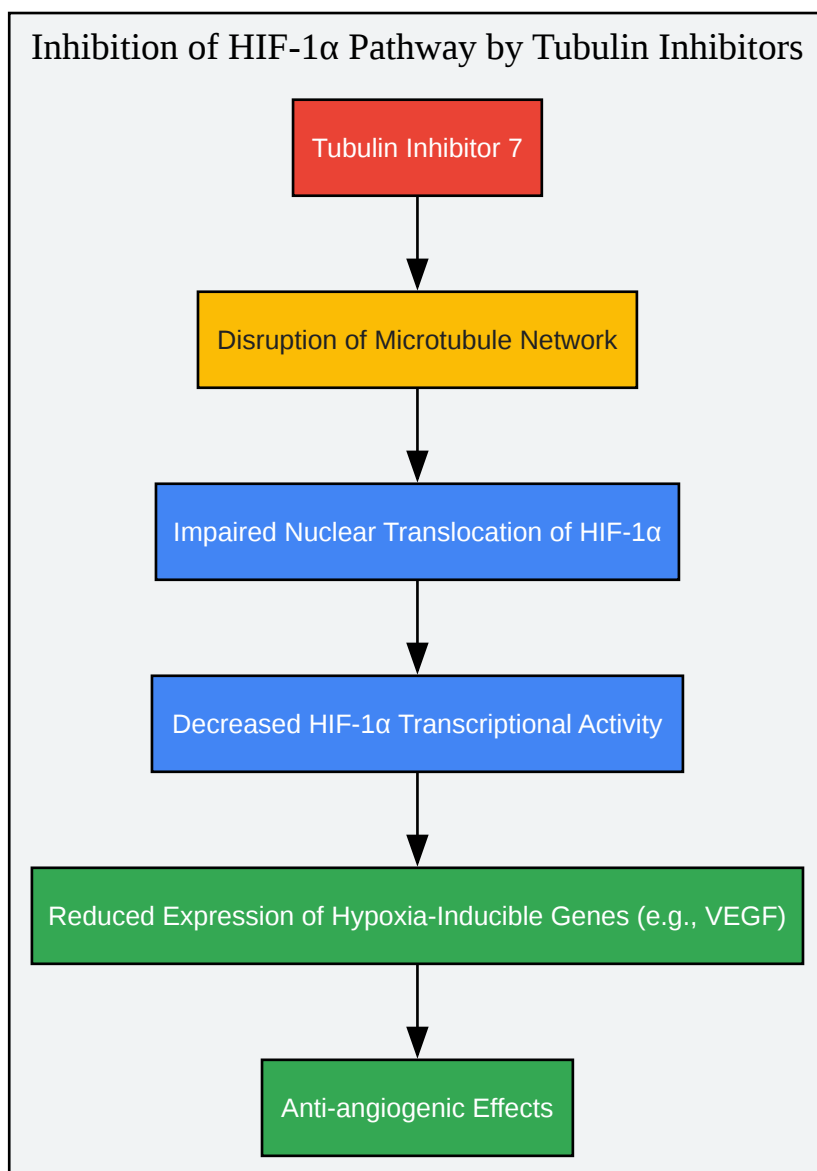 Inhibition of HIF-1α Pathway by Tubulin Inhibitors
Tubulin Inhibitor 7
Disruption of Microtubule Network
Impaired Nuclear Translocation of HIF-1α
Decreased HIF-1α Transcriptional Activity
Reduced Expression of Hypoxia-Inducible Genes (e.g., VEGF)
Anti-angiogenic Effects